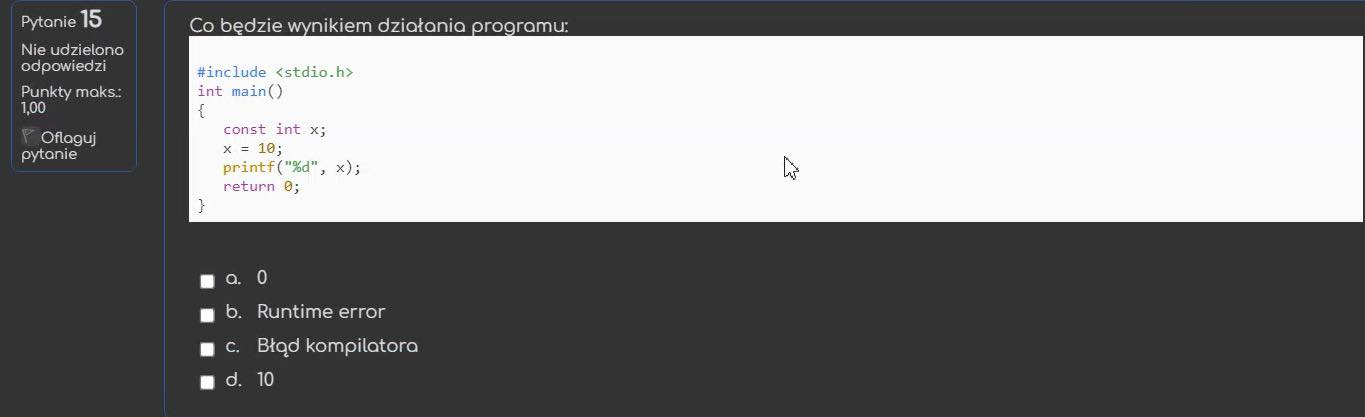 Pytanie 15
Nie udzielono
odpowiedzi
Punkty maks.:
1,00
Oflaguj
pytanie
Co będzie wynikiem działania programu:
#include <stdio.h>
int main()
{
const int x;
x = 10;
printf("%d", x);
return 0;
}
a. 0
b. Runtime error
c. Błąd kompilatora
d. 10